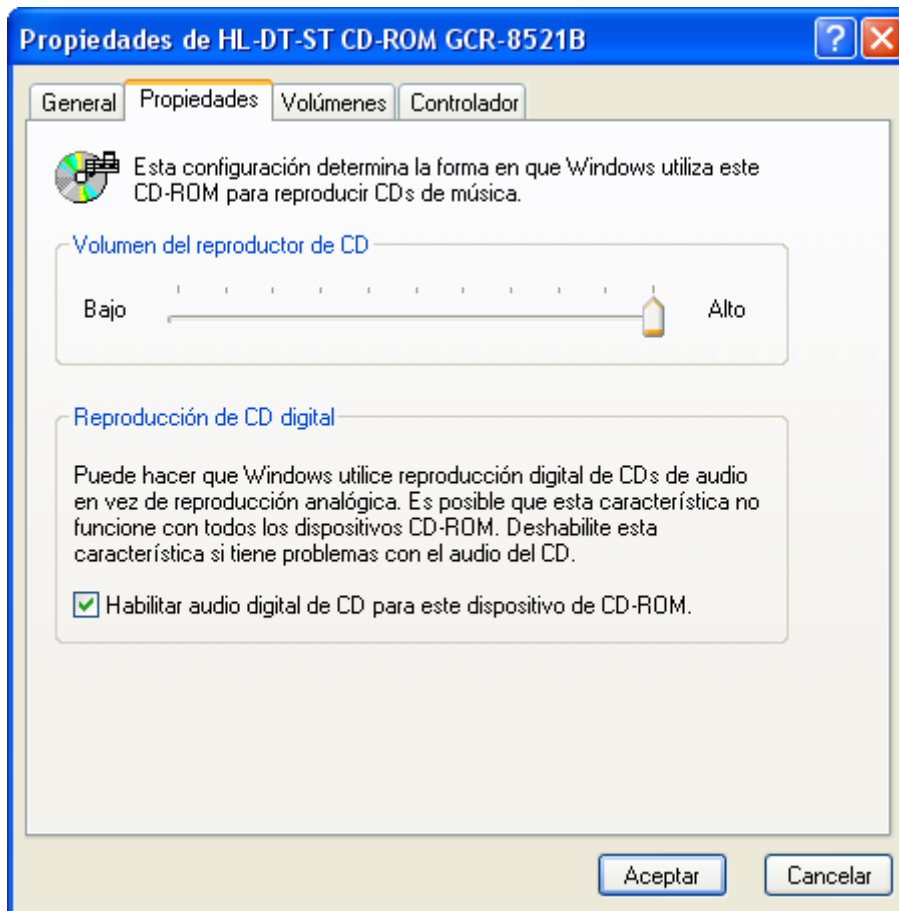 Propiedades de HL-DT-ST CD-ROM GCR-8521B
General Propiedades Volúmenes Controlador
Esta configuración determina la forma en que Windows utiliza este
CD-ROM para reproducir CDs de música.
Volumen del reproductor de CD
Bajo Alto
Reproducción de CD digital
Puede hacer que Windows utilice reproducción digital de CDs de audio
en vez de reproducción analógica. Es posible que esta característica no
funcione con todos los dispositivos CD-ROM. Deshabilite esta
característica si tiene problemas con el audio del CD.
Habilitar audio digital de CD para este dispositivo de CD-ROM.
Aceptar Cancelar